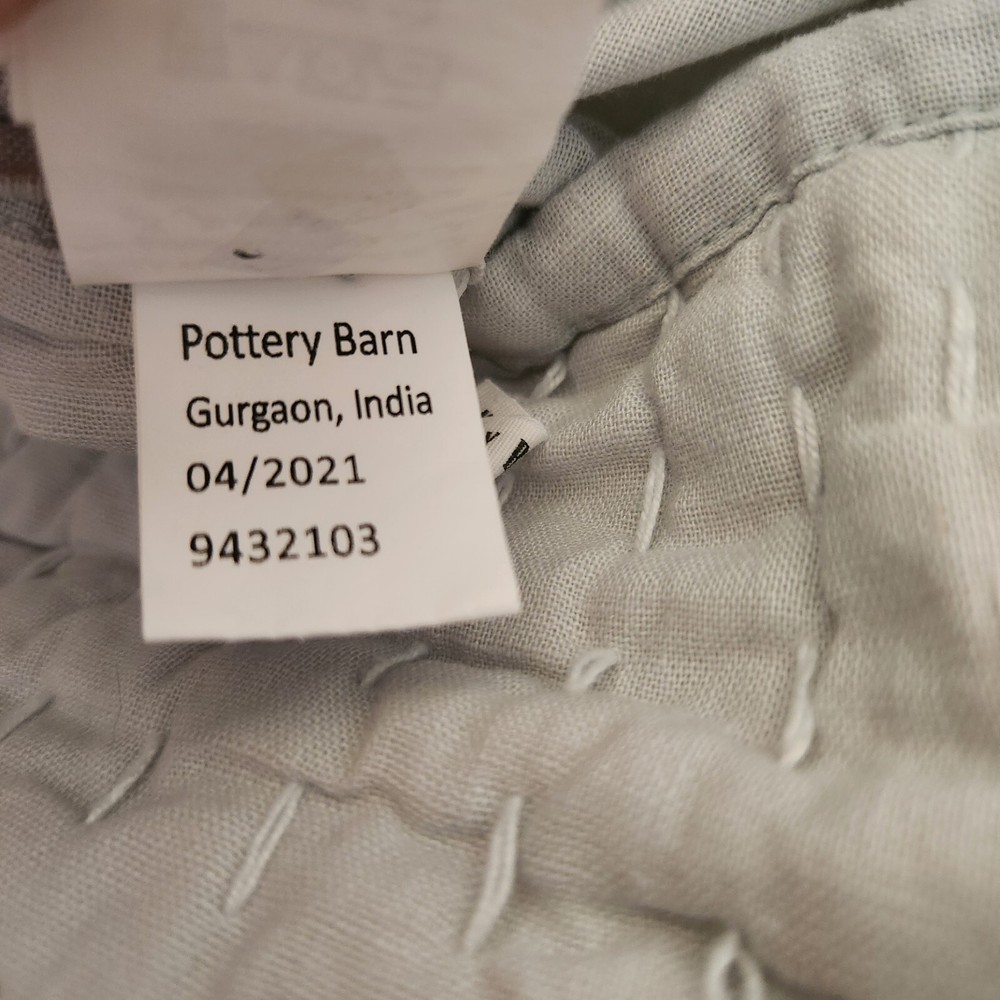 Pottery Barn
Gurgaon, India
04/2021
9432103